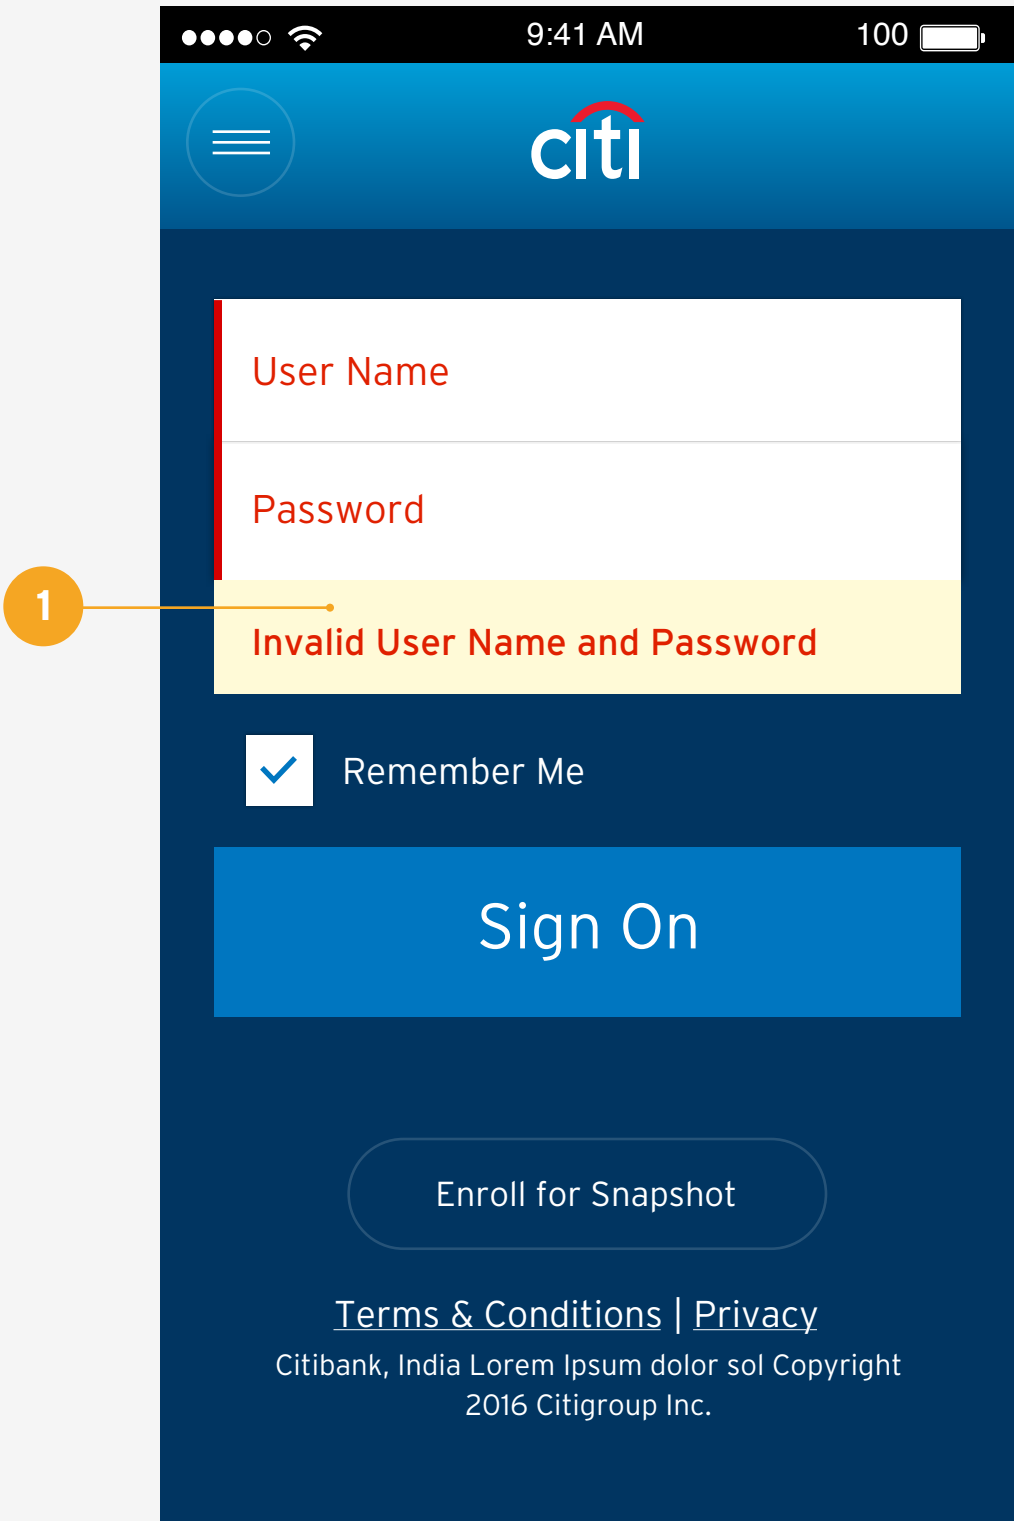 9:41 AM 100
citi
User Name
Password
1
Invalid User Name and Password
Remember Me
Sign On
Enroll for Snapshot
Terms & Conditions | Privacy
Citibank, India Lorem Ipsum dolor sol Copyright
2016 Citigroup Inc.